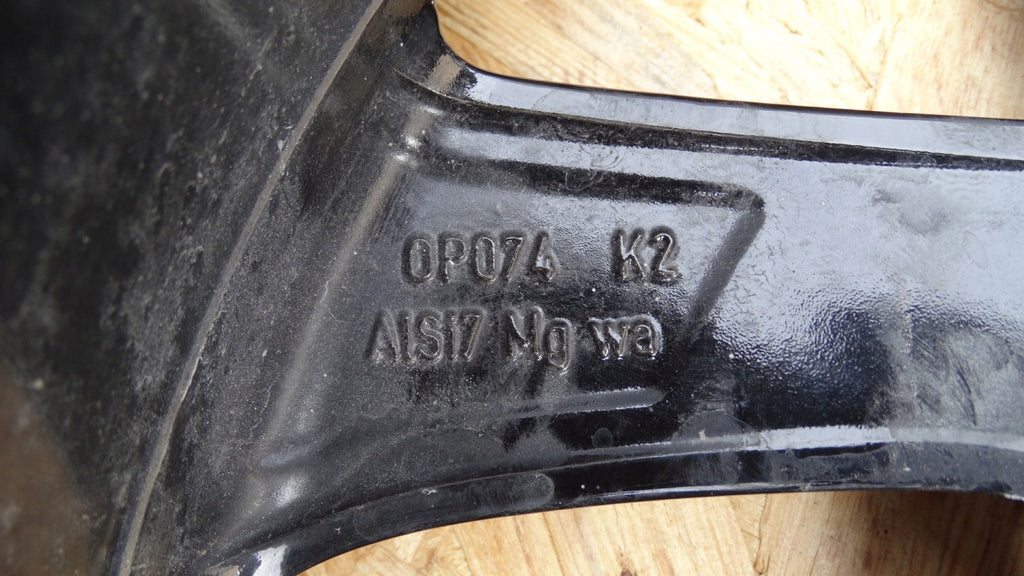 OP074 K2
AlSi7 Mg wa